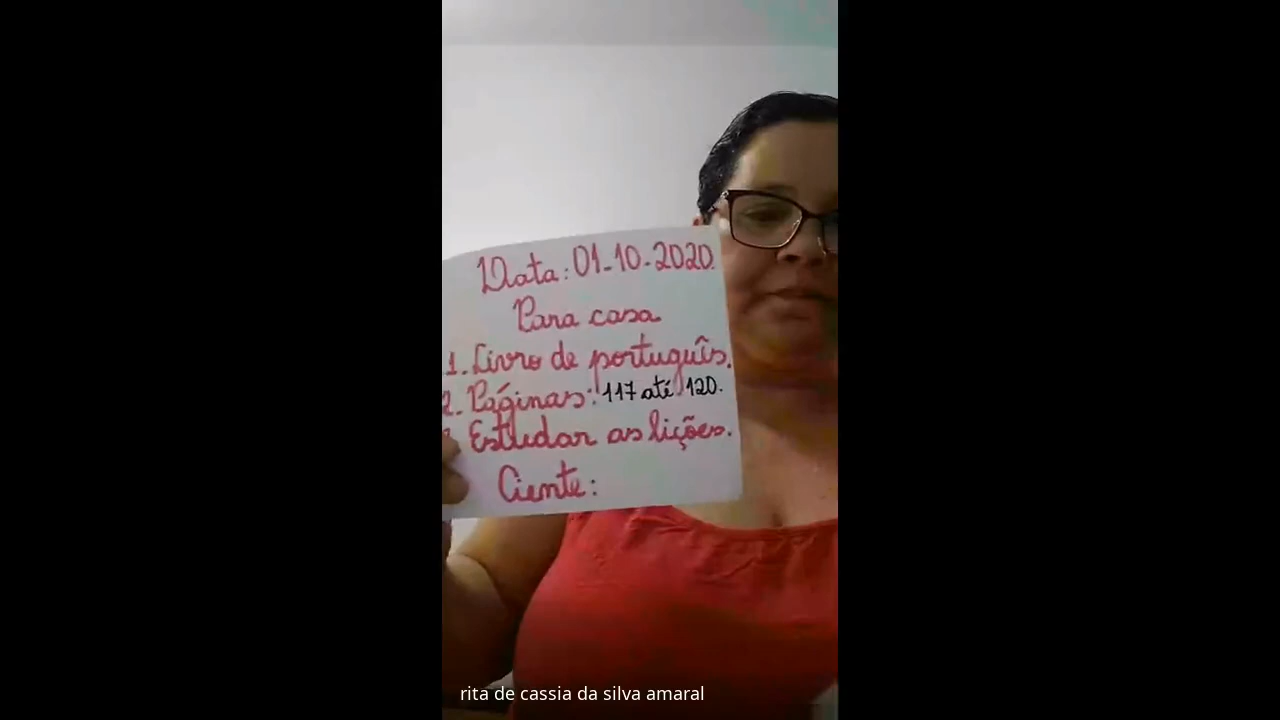 Data: 01-10-2020.
Para casa
1. Livro de português.
2. Páginas: 117 até 120.
Estudar as lições.
Ciente:
rita de cassia da silva amaral